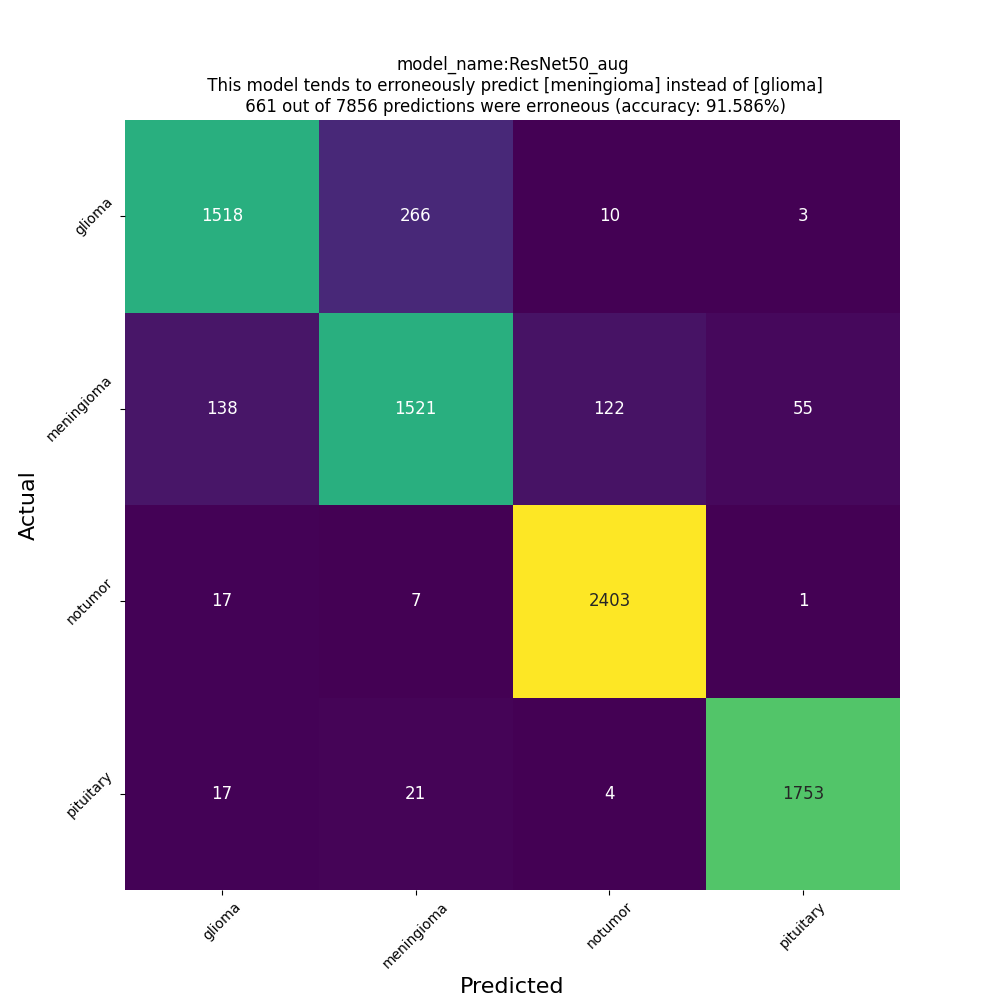 model_name:ResNet50_aug
This model tends to erroneously predict [meningioma] instead of [glioma]
661 out of 7856 predictions were erroneous (accuracy: 91.586%)
glioma
1518 266 10 3
meningioma
138 1521 122 55
Actual
notumor
17 7 2403 1
pituitary
17 21 4 1753
glioma meningioma notumor pituitary
Predicted